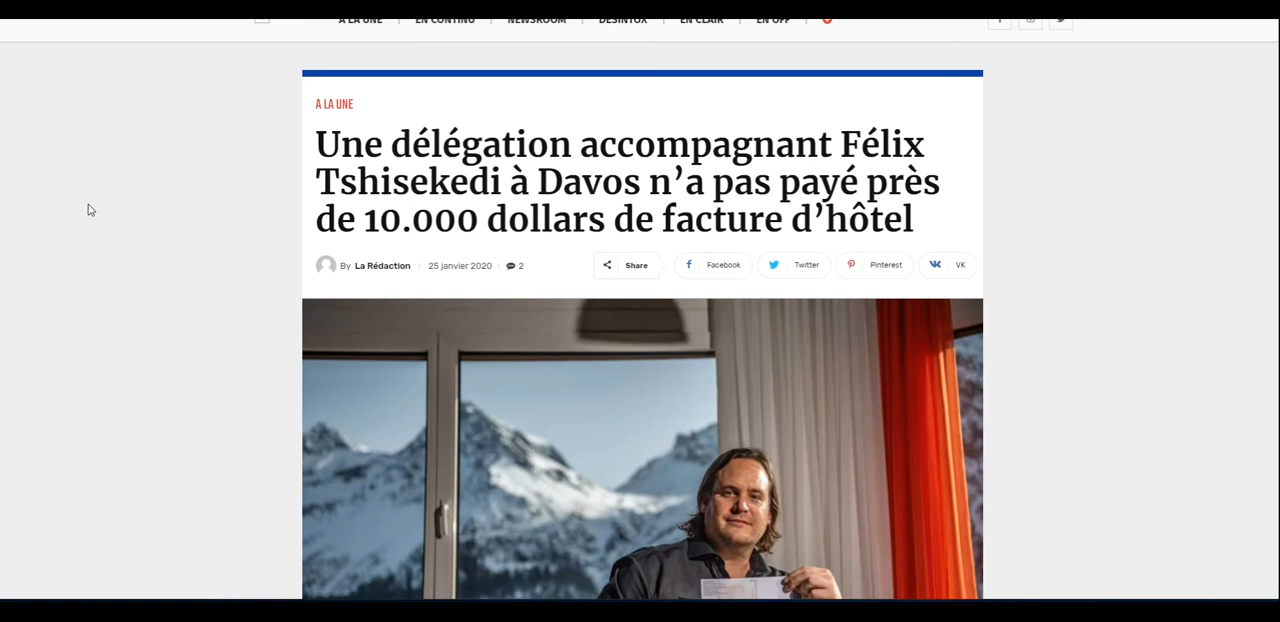 A LA UNE | EN CONTINU | NEWSROOM | DESINTOX | EN CLAIR | EN OFF
A LA UNE
Une délégation accompagnant Félix
Tshisekedi à Davos n’a pas payé près
de 10.000 dollars de facture d’hôtel
By La Rédaction 25 janvier 2020 2 Share Facebook Twitter Pinterest VK